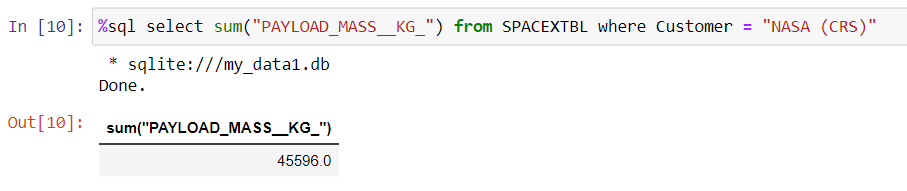 In [10]: %sql select sum("PAYLOAD_MASS__KG_") from SPACEXTBL where Customer = "NASA (CRS)"
* sqlite:///my_data1.db
Done.
Out[10]: sum("PAYLOAD_MASS__KG_")
45596.0